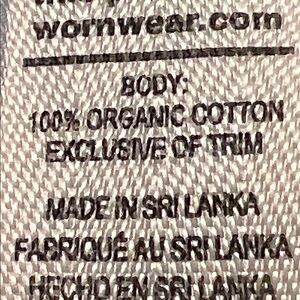 wornwear.com
BODY:
100% ORGANIC COTTON
EXCLUSIVE OF TRIM
MADE IN SRI LANKA
FABRIQUÉ AU SRI LANKA
HECHO EN SRI LANKA